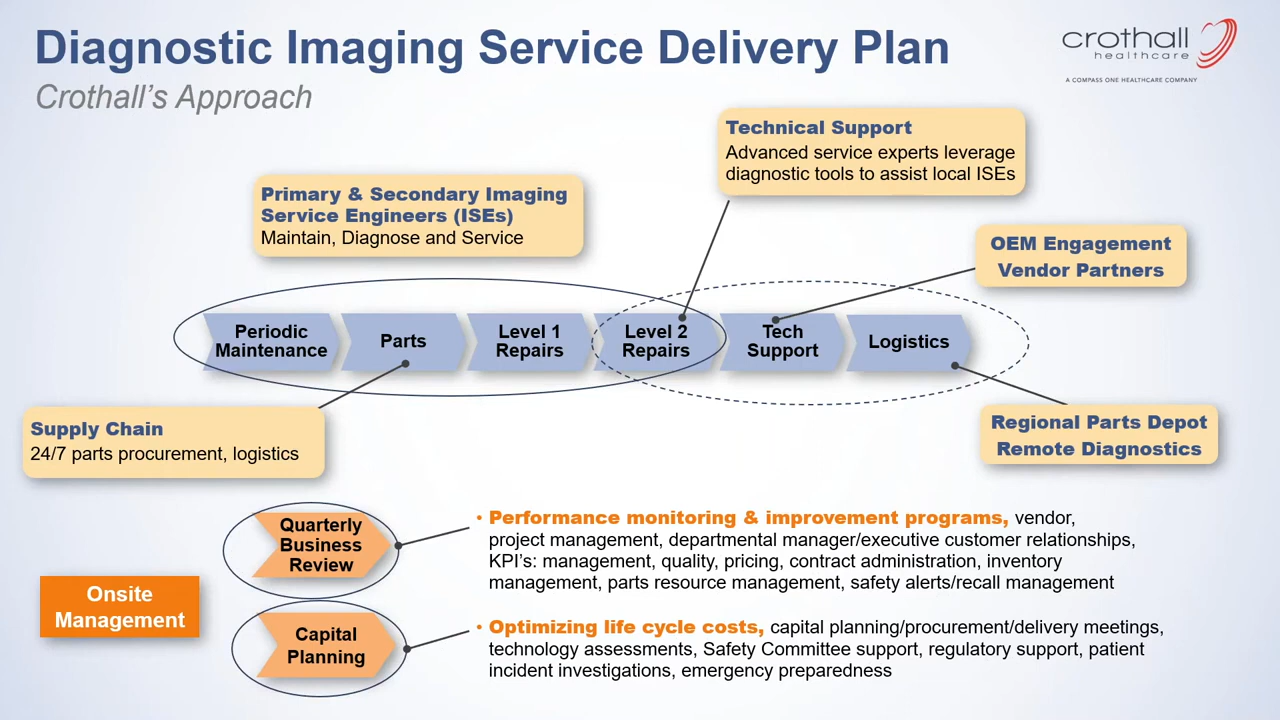 Diagnostic Imaging Service Delivery Plan
Crothall's Approach
crothall
healthcare
A COMPASS ONE HEALTHCARE COMPANY
Technical Support
Advanced service experts leverage
diagnostic tools to assist local ISEs
Primary & Secondary Imaging
Service Engineers (ISEs)
Maintain, Diagnose and Service
OEM Engagement
Vendor Partners
Periodic
Maintenance
Parts
Level 1
Repairs
Level 2
Repairs
Tech
Support
Logistics
Supply Chain
24/7 parts procurement, logistics
Regional Parts Depot
Remote Diagnostics
Onsite
Management
Quarterly
Business
Review
• Performance monitoring & improvement programs, vendor,
project management, departmental manager/executive customer relationships,
KPI's: management, quality, pricing, contract administration, inventory
management, parts resource management, safety alerts/recall management
Capital
Planning
• Optimizing life cycle costs, capital planning/procurement/delivery meetings,
technology assessments, Safety Committee support, regulatory support, patient
incident investigations, emergency preparedness